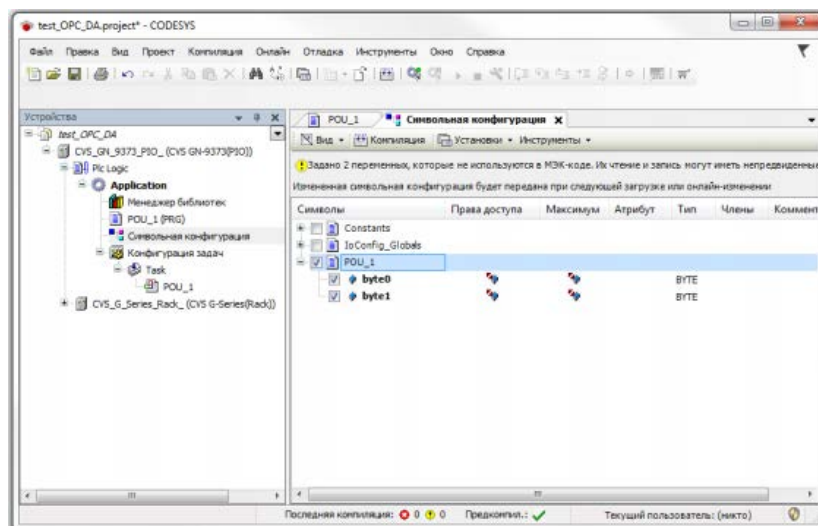 test_OPC_DA.project* - CODESYS
Файл Правка Вид Проект Компиляция Онлайн Отладка Инструменты Окно Справка
Устройства
test_OPC_DA
CVS_GN_9373_PIO_ (CVS GN-9373(PIO))
Plc Logic
Application
Менеджер библиотек
POU_1 (PRG)
Символьная конфигурация
Конфигурация задач
Task
POU_1
CVS_G_Series_Rack_ (CVS G-Series(Rack))
POU_1 Символьная конфигурация
Вид Компиляция Установки Инструменты
Задано 2 переменных, которые не используются в МЭК-коде. Их чтение и запись могут иметь непредвиденные
Измененная символьная конфигурация будет передана при следующей загрузке или онлайн-изменении
Символы Права доступа Максимум Атрибут Тип Члены Коммент
Constants
IoConfig_Globals
POU_1
byte0 BYTE
byte1 BYTE
Последняя компиляция: 0 0 Предкомпил.: Текущий пользователь: (никто)